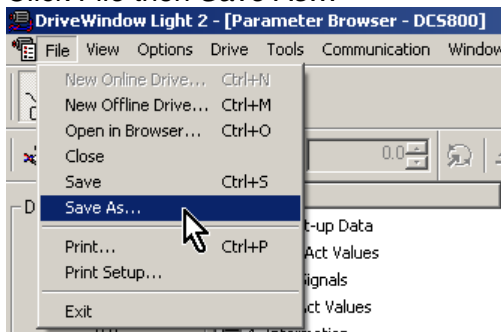 Click File then Save As...
DriveWindow Light 2 - [Parameter Browser - DCS800]
File View Options Drive Tools Communication Window
New Online Drive... Ctrl+N
New Offline Drive... Ctrl+M
Open in Browser... Ctrl+O
Close
0.0
Save Ctrl+S
D
Save As...
t-up Data
Print... Ctrl+P
Act Values
Print Setup...
ignals
Exit
ct Values